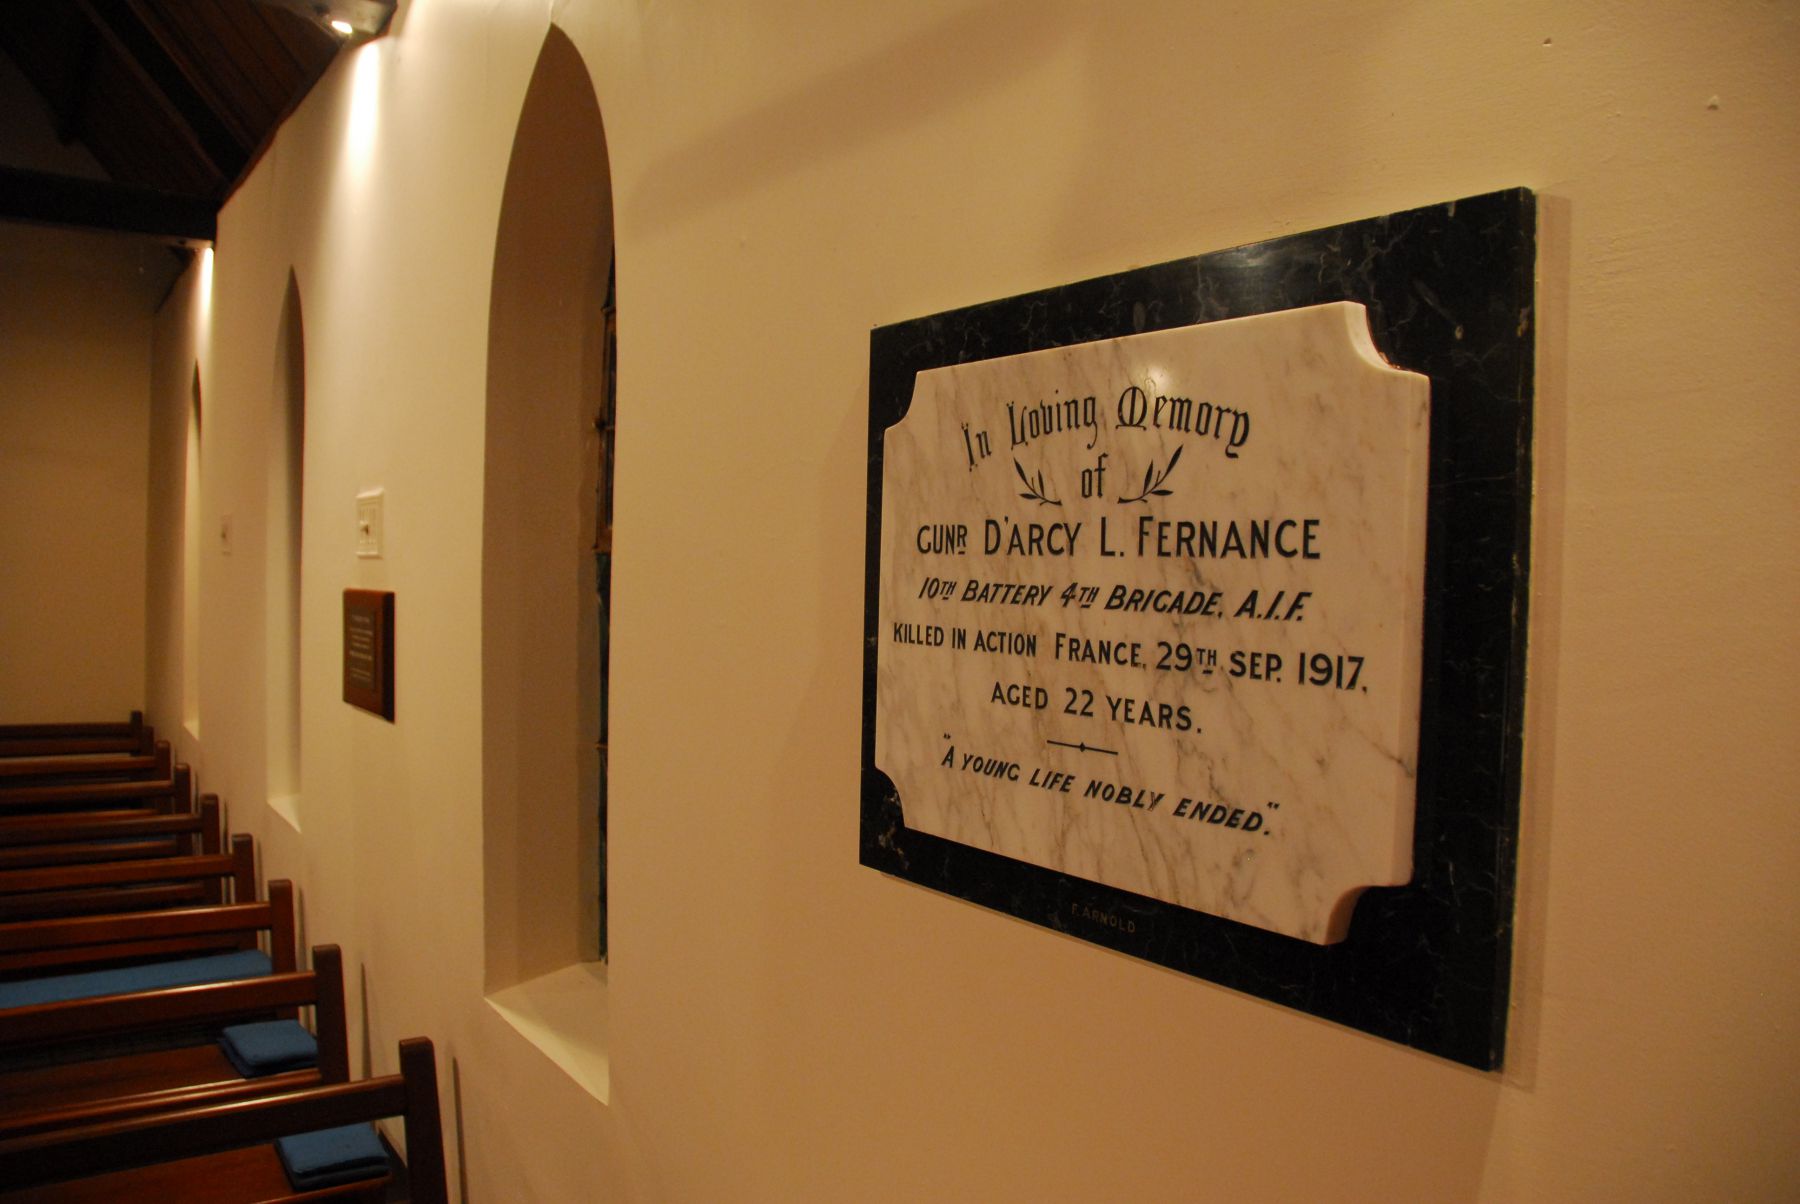 In Loving Memory
of
GUNR D'ARCY L. FERNANCE
10TH BATTERY 4TH BRIGADE, A.I.F.
KILLED IN ACTION FRANCE, 29TH SEP. 1917.
AGED 22 YEARS.
"A YOUNG LIFE NOBLY ENDED."
F. ARNOLD